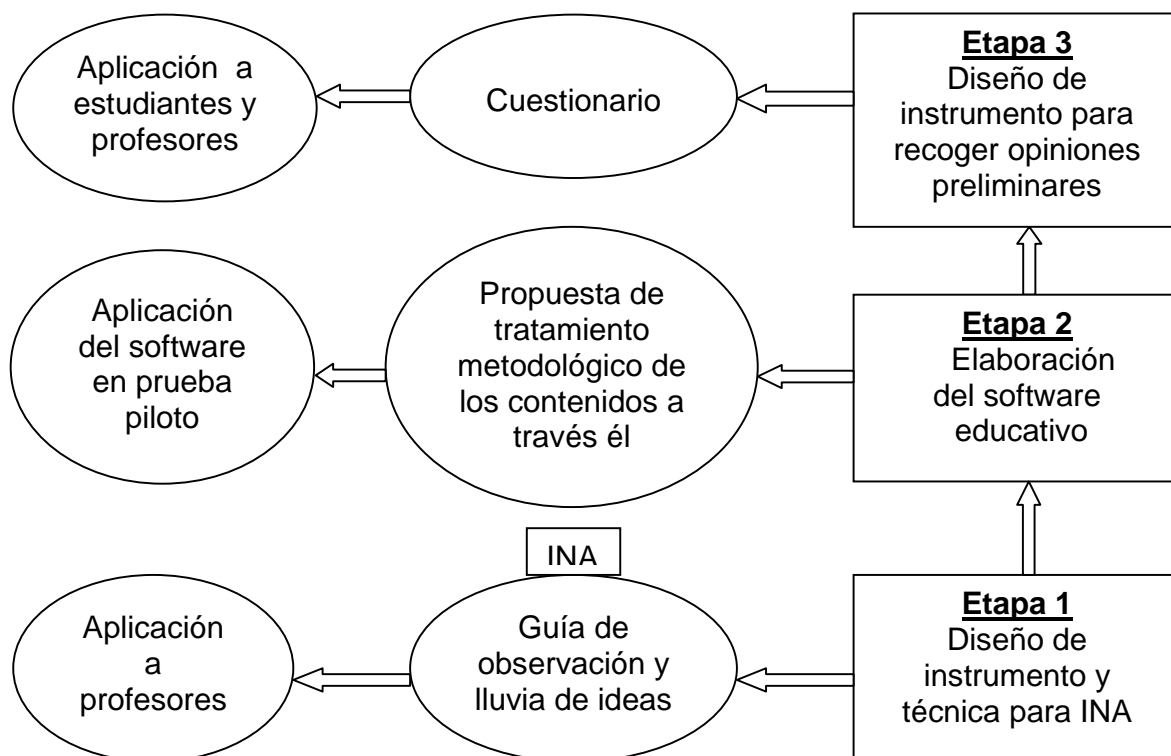 Aplicación a
estudiantes y
profesores
Cuestionario
Etapa 3
Diseño de
instrumento para
recoger opiniones
preliminares
Aplicación
del software
en prueba
piloto
Propuesta de
tratamiento
metodológico de
los contenidos a
través él
Etapa 2
Elaboración
del software
educativo
INA
Aplicación
a
profesores
Guía de
observación y
lluvia de ideas
Etapa 1
Diseño de
instrumento y
técnica para INA